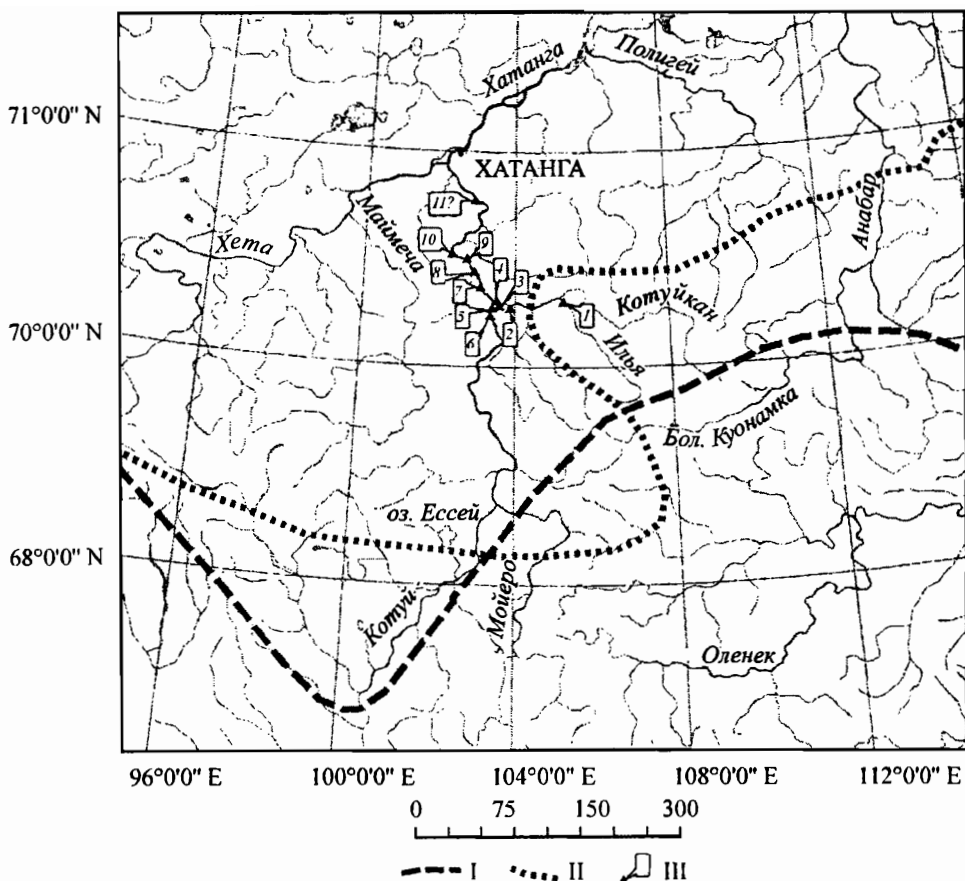 Хатанга
Полигей
71°0'0" N
ХАТАНГА
11?
Маймеча
Анабар
10
9
Хета
4
3
8
Котуйкан
7
1
70°0'0" N
5
Илья
6
2
Бол. Куонамка
оз. Ессей
68°0'0" N
Котуй
Мойеро
Оленек
96°0'0" E 100°0'0" E 104°0'0" E 108°0'0" E 112°0'0" E
0 75 150 300
I II III